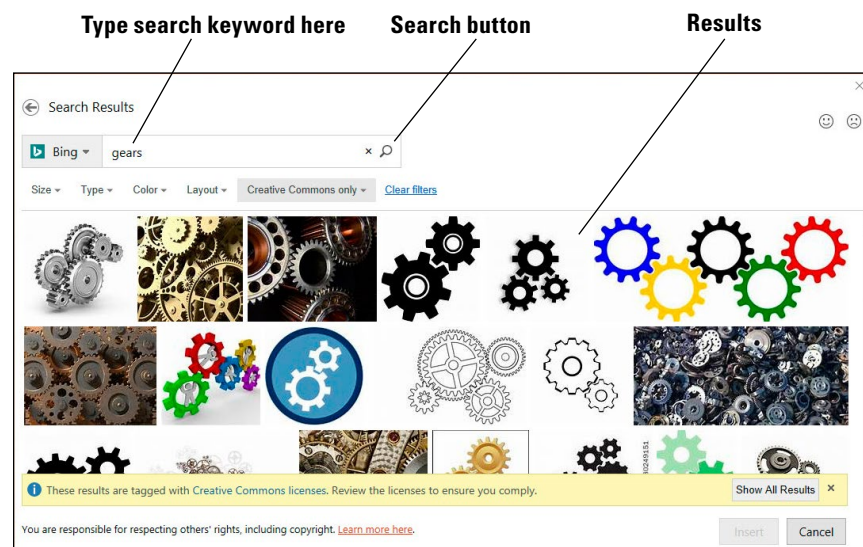 Type search keyword here Search button Results
Search Results
Bing gears
Size Type Color Layout Creative Commons only Clear filters
80249151
These results are tagged with Creative Commons licenses. Review the licenses to ensure you comply. Show All Results
You are responsible for respecting others' rights, including copyright. Learn more here. Insert Cancel